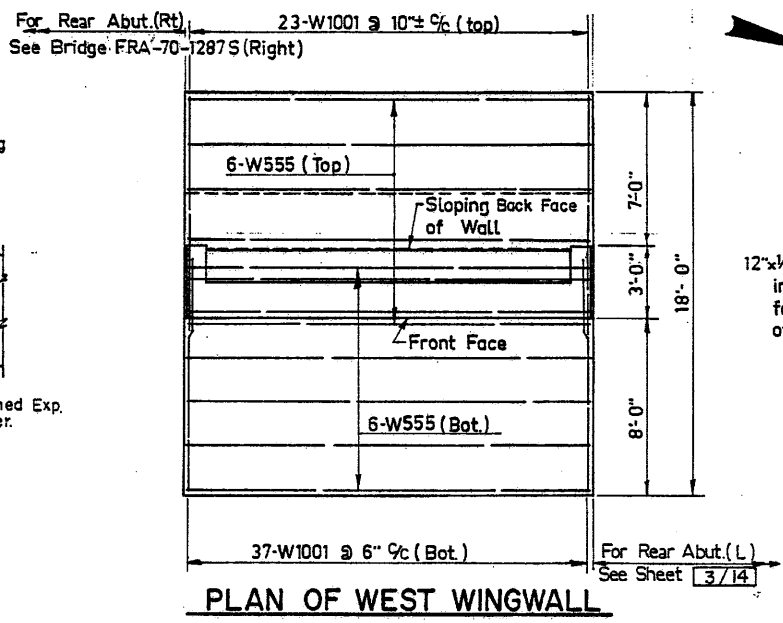 For Rear Abut.(Rt)
See Bridge FRA-70-1287S (Right)
23-W1001 @ 10"± C/c (top)
6-W555 (Top)
Sloping Back Face
of Wall
7'-0"
3'-0"
18'-0"
8'-0"
Front Face
6-W555 (Bot.)
37-W1001 @ 6" C/c (Bot.)
For Rear Abut.(L)
See Sheet 3/14
PLAN OF WEST WINGWALL
12"x
Exp.